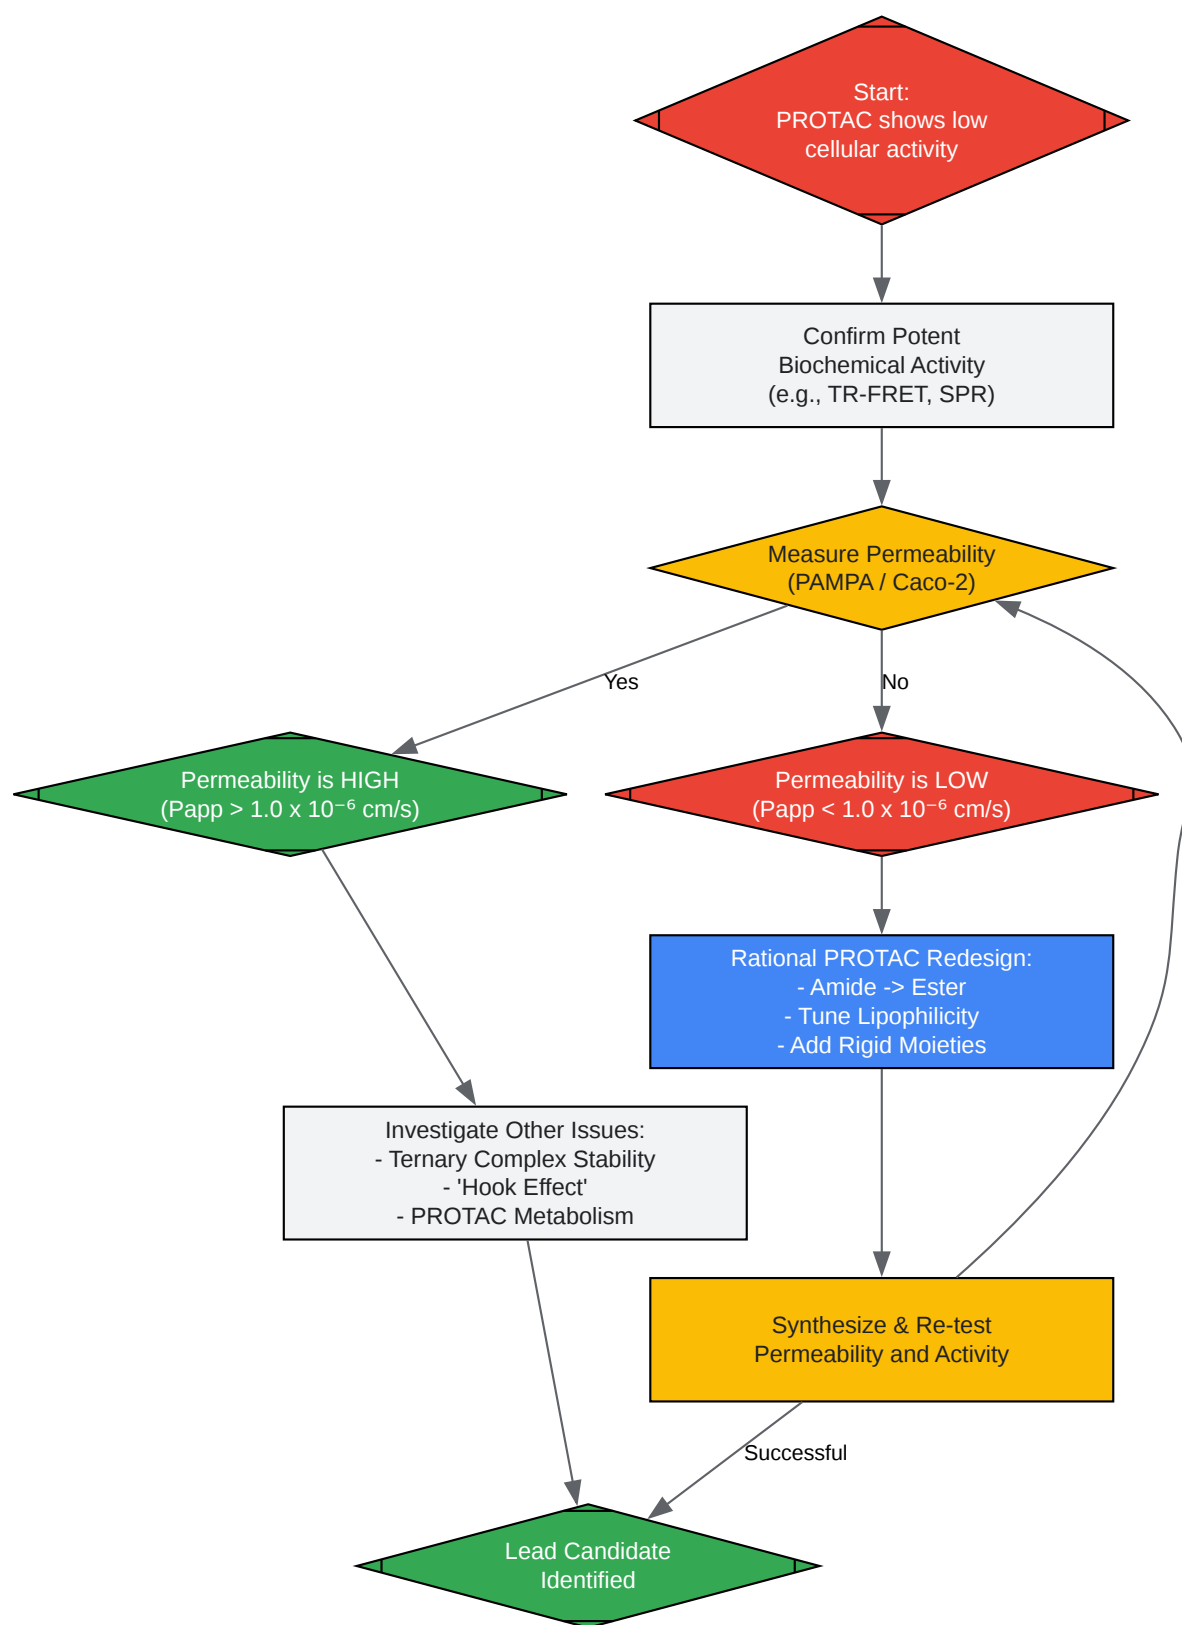 Start:
PROTAC shows low
cellular activity
Confirm Potent
Biochemical Activity
(e.g., TR-FRET, SPR)
Measure Permeability
(PAMPA / Caco-2)
Yes
No
Permeability is HIGH
(Papp > 1.0 x 10⁻⁶ cm/s)
Permeability is LOW
(Papp < 1.0 x 10⁻⁶ cm/s)
Rational PROTAC Redesign:
- Amide -> Ester
- Tune Lipophilicity
- Add Rigid Moieties
Investigate Other Issues:
- Ternary Complex Stability
- 'Hook Effect'
- PROTAC Metabolism
Synthesize & Re-test
Permeability and Activity
Successful
Lead Candidate
Identified